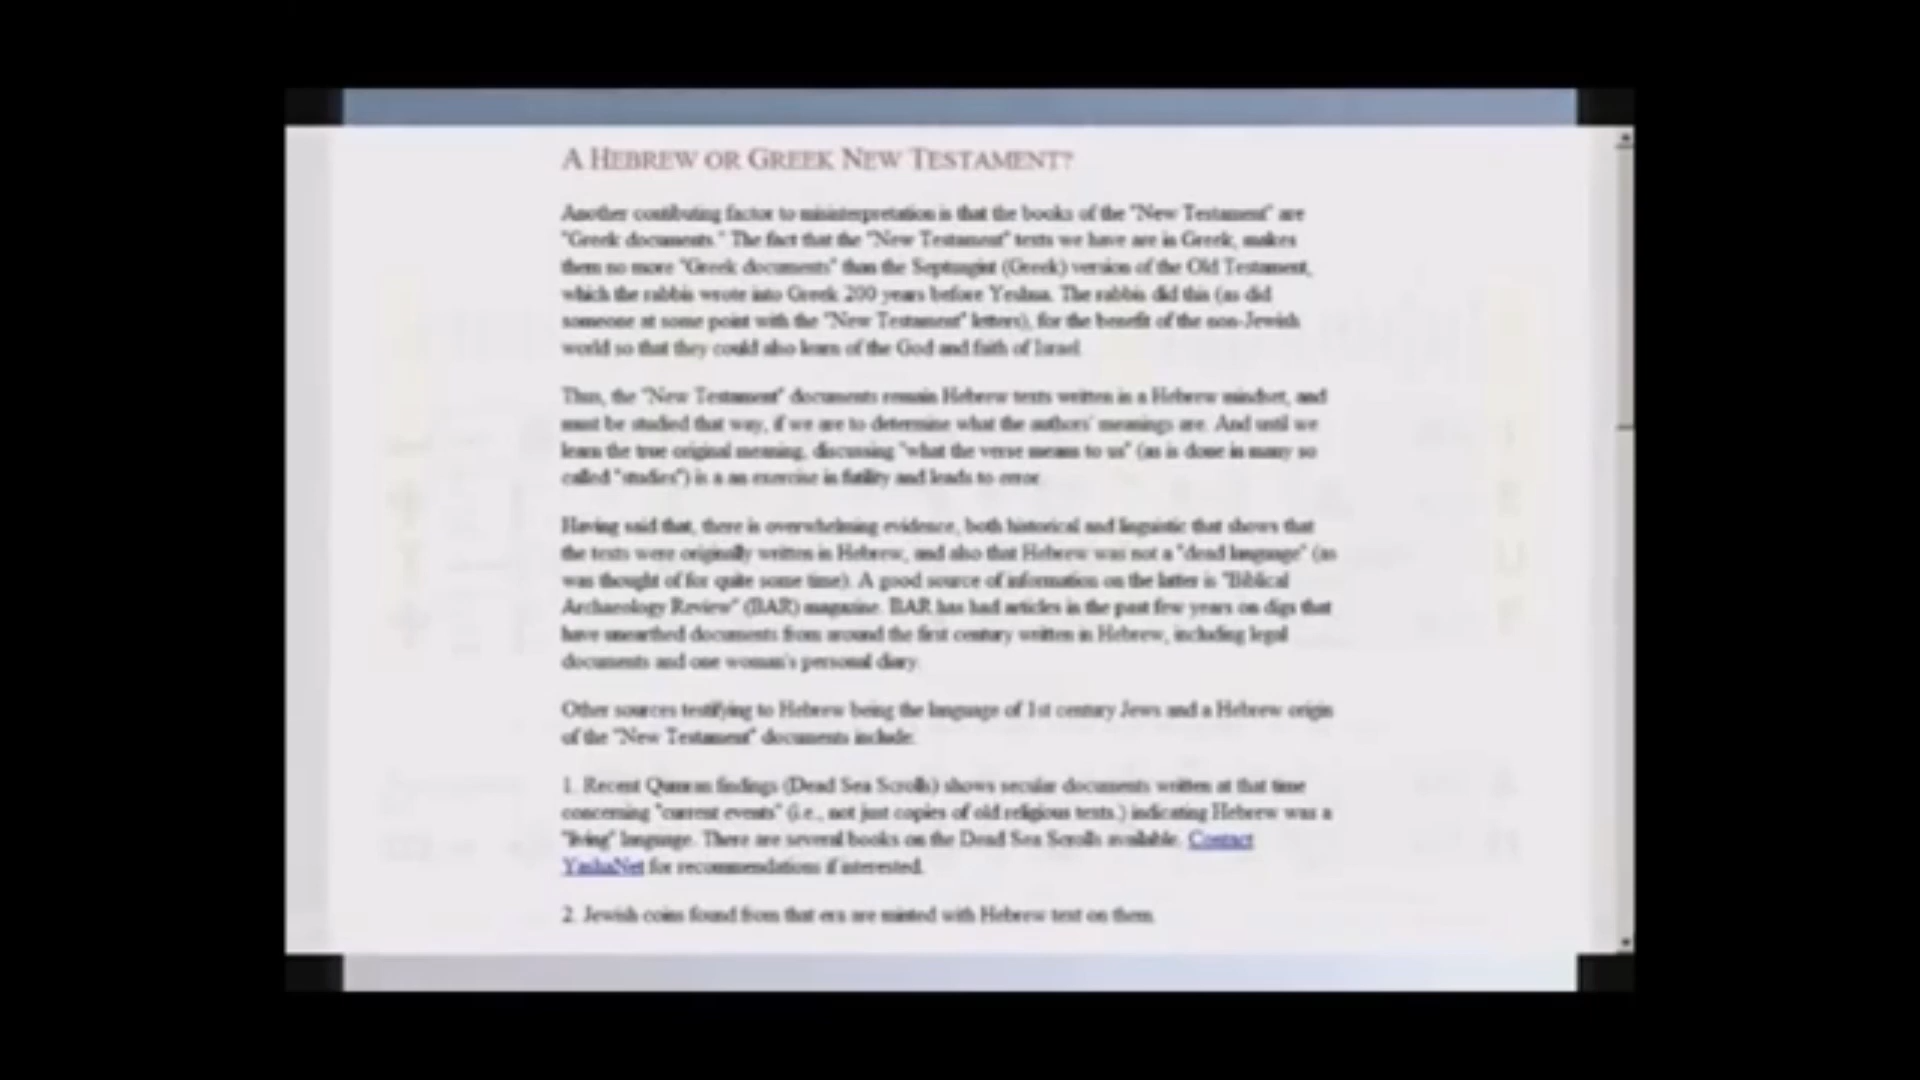 A HEBREW OR GREEK NEW TESTAMENT?
Another contibuting factor to misinterpretation is that the books of the "New Testament" are
"Greek documents." The fact that the "New Testament" texts we have are in Greek, makes
them no more "Greek documents" than the Septuagint (Greek) version of the Old Testament,
which the rabbis wrote into Greek 200 years before Yeshua. The rabbis did this (as did
someone at some point with the "New Testament" letters), for the benefit of the non-Jewish
world so that they could also learn of the God and faith of Israel.
Thus, the "New Testament" documents remain Hebrew texts written in a Hebrew mindset, and
must be studied that way, if we are to determine what the authors' meanings are. And until we
learn the true original meaning, discussing "what the verse means to us" (as is done in many so
called "studies") is a an exercise in futility and leads to error.
Having said that, there is overwhelming evidence, both historical and linguistic that shows that
the texts were originally written in Hebrew, and also that Hebrew was not a "dead language" (as
was thought of for quite some time). A good source of information on the latter is "Biblical
Archaeology Review" (BAR) magazine. BAR has had articles in the past few years on digs that
have unearthed documents from around the first century written in Hebrew, including legal
documents and one woman's personal diary.
Other sources testifying to Hebrew being the language of 1st century Jews and a Hebrew origin
of the "New Testament" documents include:
1. Recent Qumran findings (Dead Sea Scrolls) shows secular documents written at that time
concerning "current events" (i.e., not just copies of old religious texts.) indicating Hebrew was a
"living" language. There are several books on the Dead Sea Scrolls available. Contact
YashaNet for recommendations if interested.
2. Jewish coins found from that era are minted with Hebrew text on them.